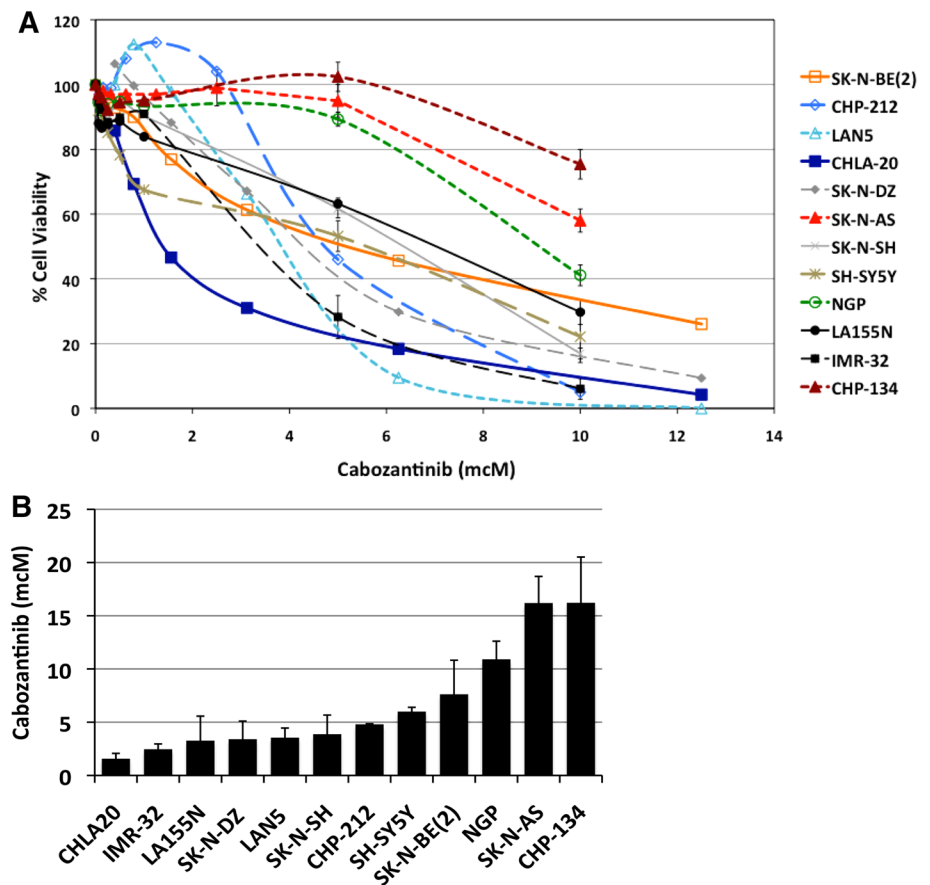 A
120
100
80
60
40
20
0
% Cell Viability
0 2 4 6 8 10 12 14
Cabozantinib (mcM)
SK-N-BE(2)
CHP-212
LAN5
CHLA-20
SK-N-DZ
SK-N-AS
SK-N-SH
SH-SY5Y
NGP
LA155N
IMR-32
CHP-134
B
25
20
15
10
5
0
Cabozantinib (mcM)
CHLA20
IMR-32
LA155N
SK-N-DZ
LAN5
SK-N-SH
CHP-212
SH-SY5Y
SK-N-BE(2)
NGP
SK-N-AS
CHP-134